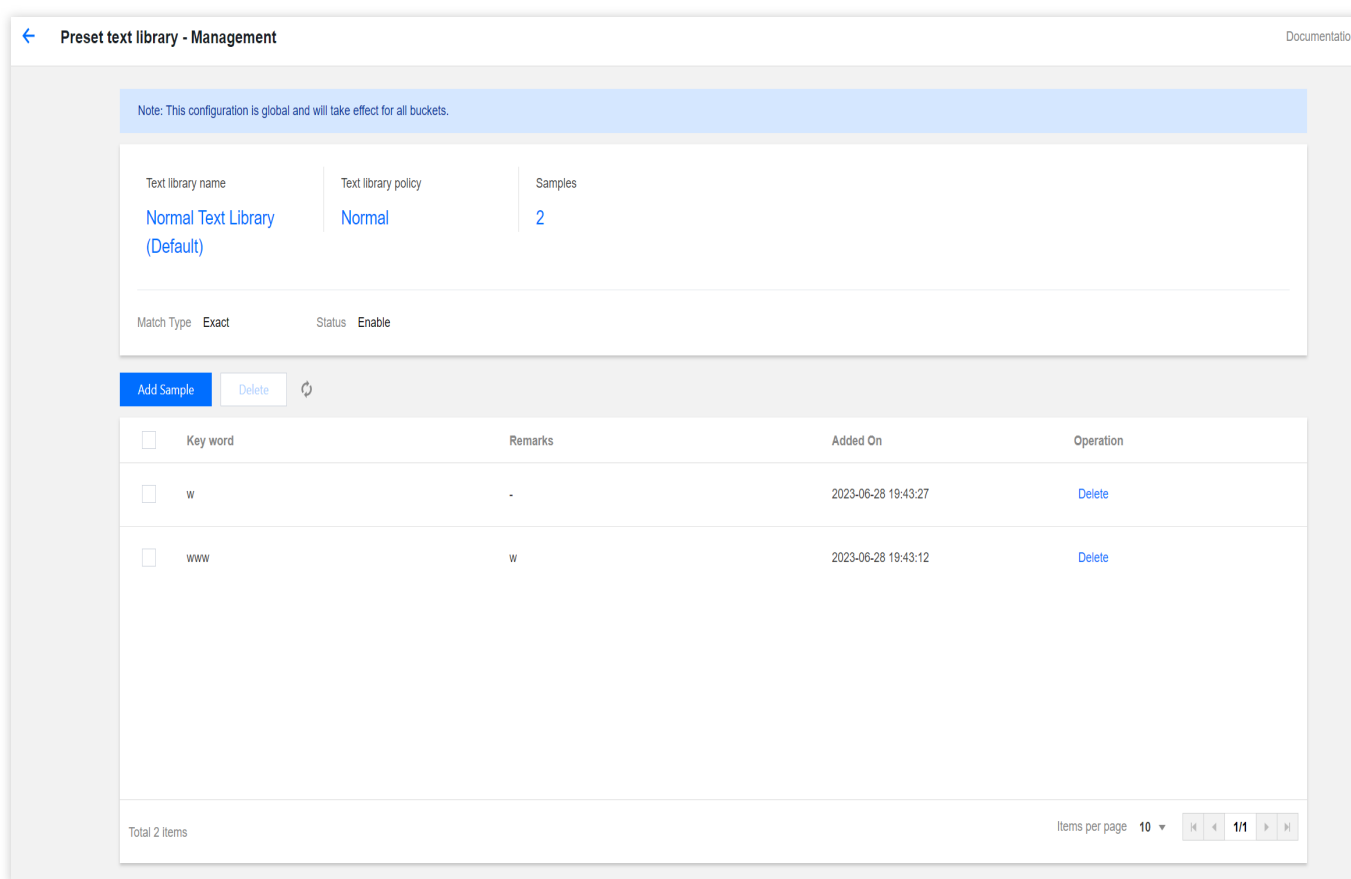 Preset text library - Management
Documentatio
Note: This configuration is global and will take effect for all buckets.
Text library name Text library policy Samples
Normal Text Library Normal 2
(Default)
Match Type Exact Status Enable
Add Sample Delete
Key word Remarks Added On Operation
w - 2023-06-28 19:43:27 Delete
www w 2023-06-28 19:43:12 Delete
Total 2 items Items per page 10 1/1